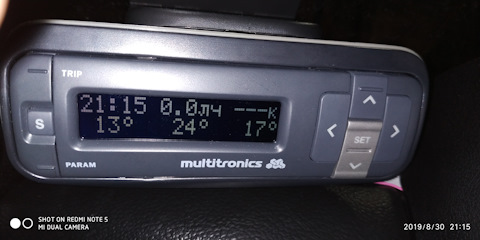 TRIP
21:15 0.0лч ---к
13° 24° 17°
S
SET
PARAM
multitronics
SHOT ON REDMI NOTE 5
MI DUAL CAMERA
2019/8/30 21:15